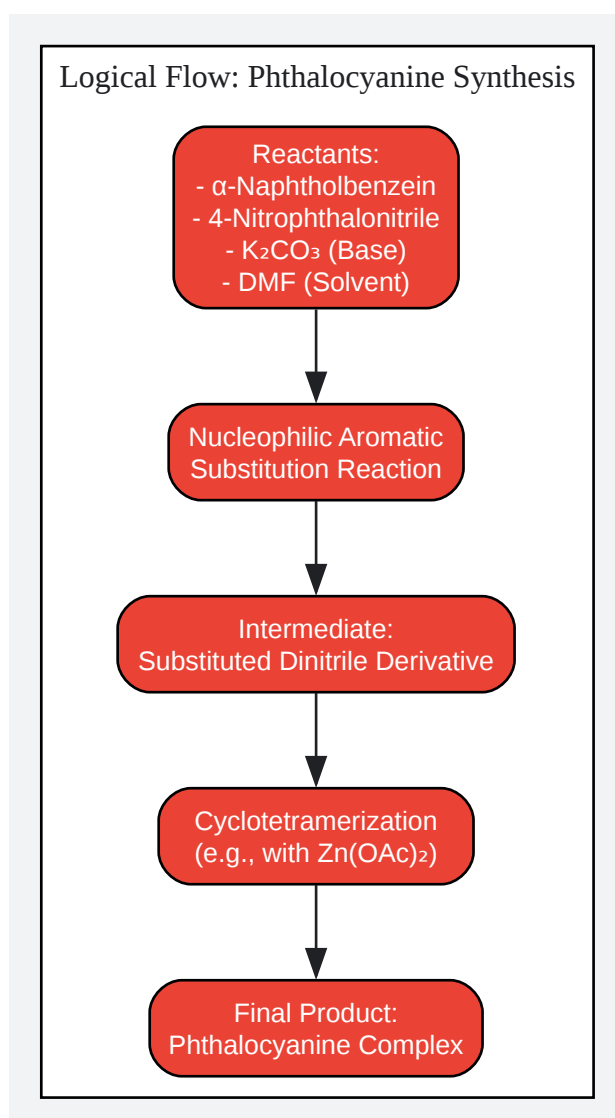 Logical Flow: Phthalocyanine Synthesis
Reactants:
- α-Naphtholbenzein
- 4-Nitrophthalonitrile
- K₂CO₃ (Base)
- DMF (Solvent)
Nucleophilic Aromatic
Substitution Reaction
Intermediate:
Substituted Dinitrile Derivative
Cyclotetramerization
(e.g., with Zn(OAc)₂)
Final Product:
Phthalocyanine Complex